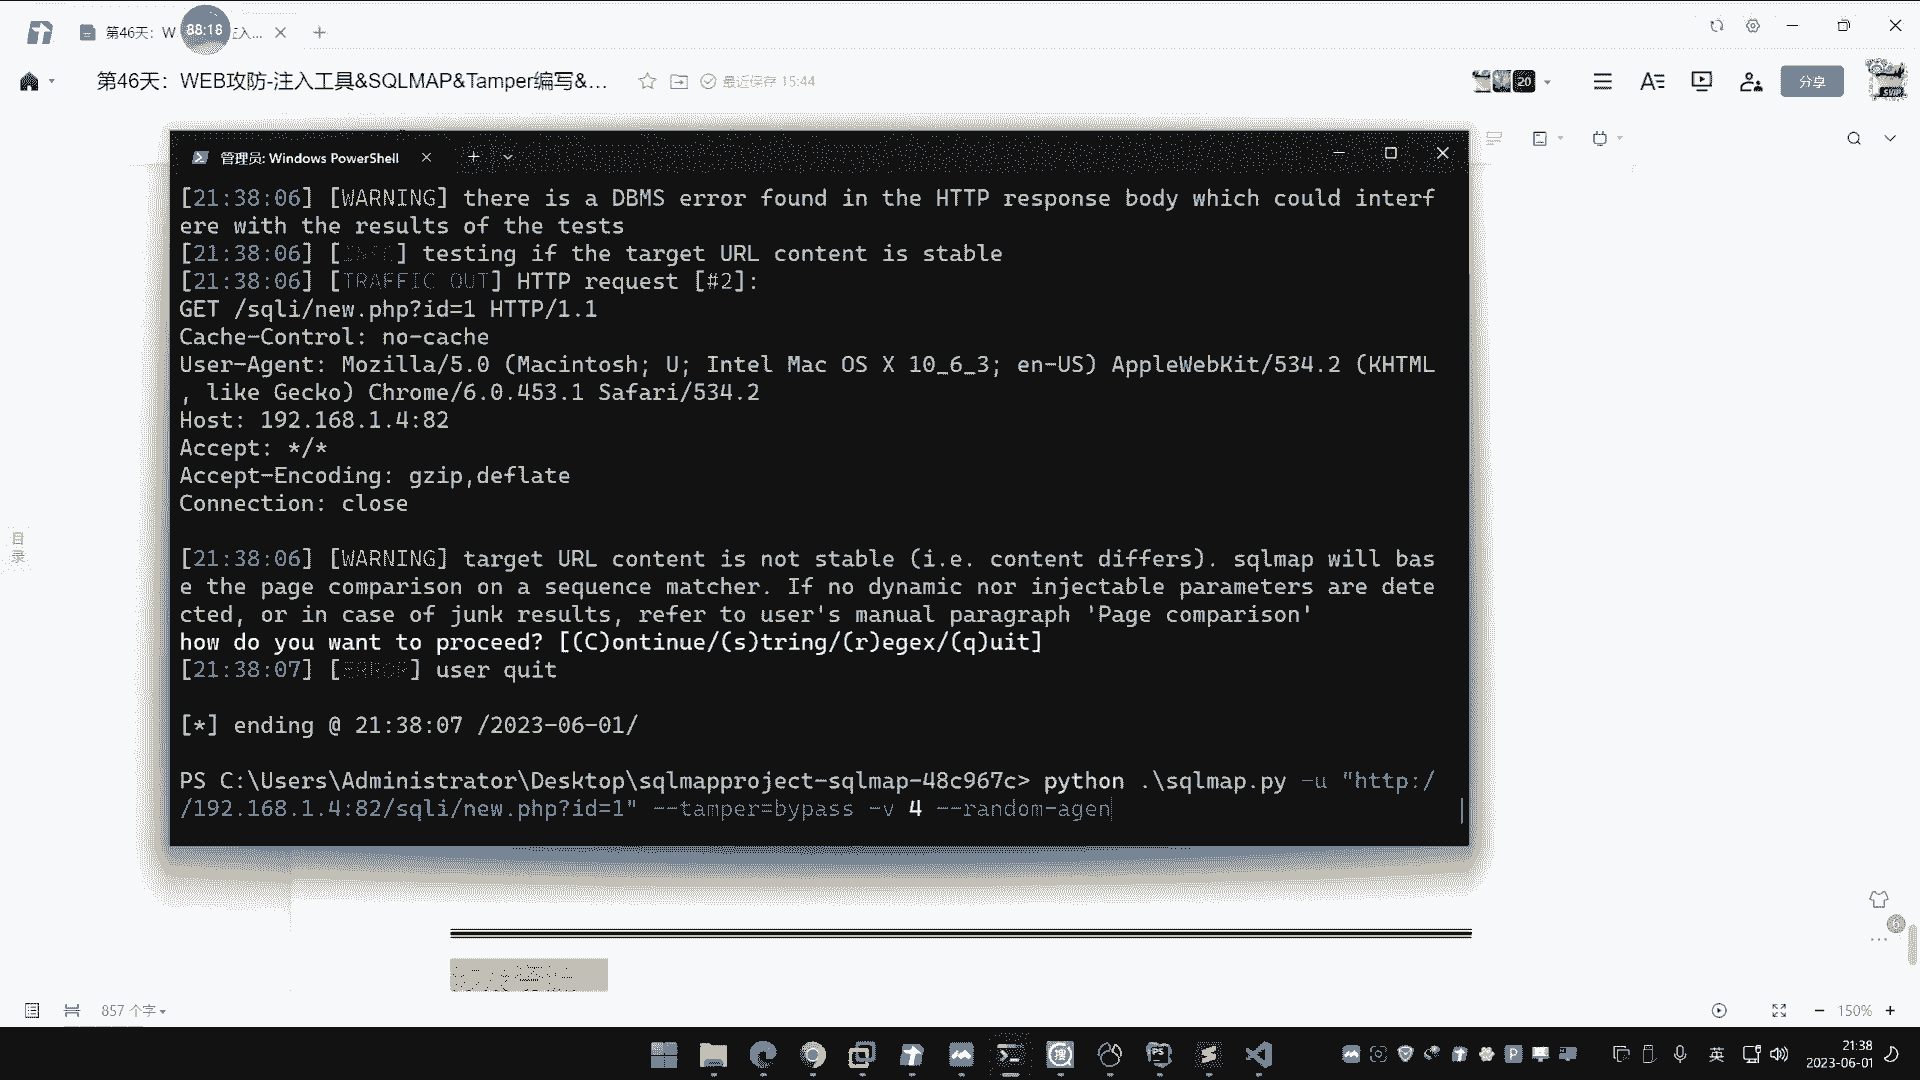 第46天：W
88:18
注入...
第46天：WEB攻防-注入工具&SQLMAP&Tamper编写&...
最近保存 15:44
20
分享
SVIP
管理员: Windows PowerShell
[21:38:06] [WARNING] there is a DBMS error found in the HTTP response body which could interf
ere with the results of the tests
[21:38:06] [INFO] testing if the target URL content is stable
[21:38:06] [TRAFFIC OUT] HTTP request [#2]:
GET /sqli/new.php?id=1 HTTP/1.1
Cache-Control: no-cache
User-Agent: Mozilla/5.0 (Macintosh; U; Intel Mac OS X 10_6_3; en-US) AppleWebKit/534.2 (KHTML
, like Gecko) Chrome/6.0.453.1 Safari/534.2
Host: 192.168.1.4:82
Accept: */*
Accept-Encoding: gzip,deflate
Connection: close
[21:38:06] [WARNING] target URL content is not stable (i.e. content differs). sqlmap will bas
e the page comparison on a sequence matcher. If no dynamic nor injectable parameters are dete
cted, or in case of junk results, refer to user's manual paragraph 'Page comparison'
how do you want to proceed? [(C)ontinue/(s)tring/(r)egex/(q)uit]
[21:38:07] [ERROR] user quit
[*] ending @ 21:38:07 /2023-06-01/
PS C:\Users\Administrator\Desktop\sqlmapproject-sqlmap-48c967c> python .\sqlmap.py -u "http:/
/192.168.1.4:82/sqli/new.php?id=1" --tamper=bypass -v 4 --random-agen
目
录
857 个字
150%
英
21:38
2023-06-01